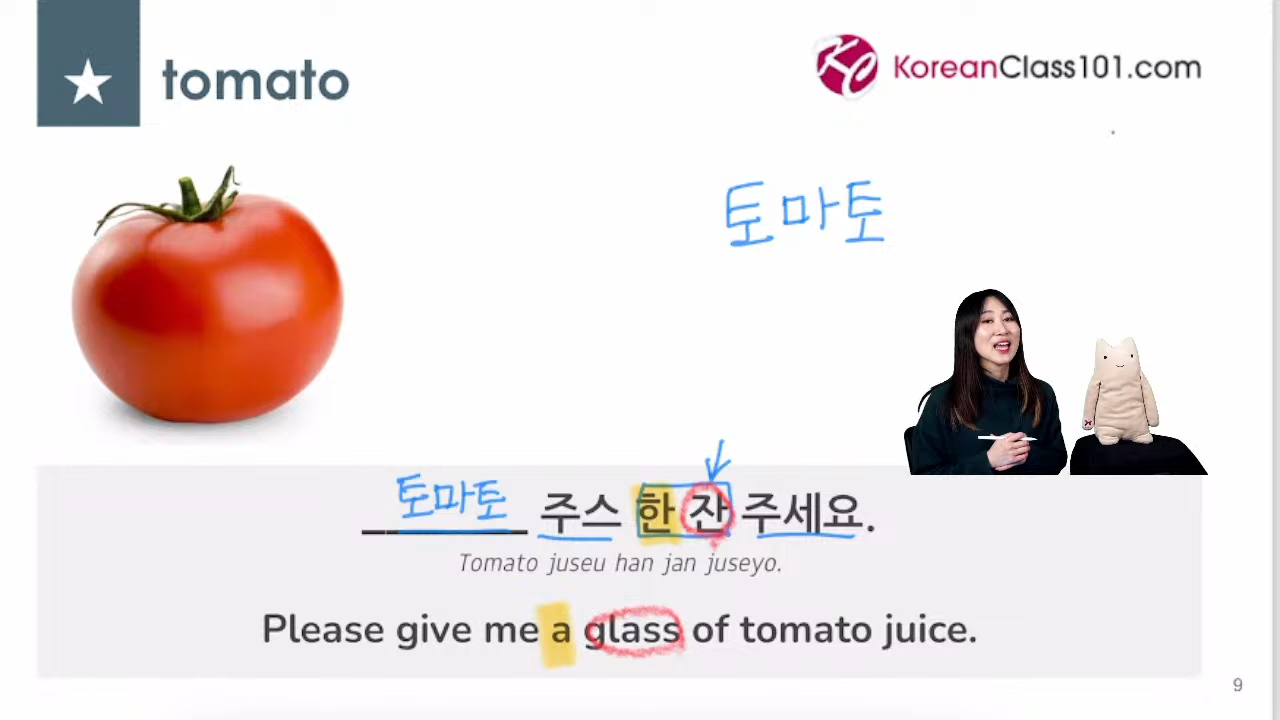 tomato
KC KoreanClass101.com
토마토
토마토 주스 한 잔 주세요.
Tomato juseu han jan juseyo.
Please give me a glass of tomato juice.
9